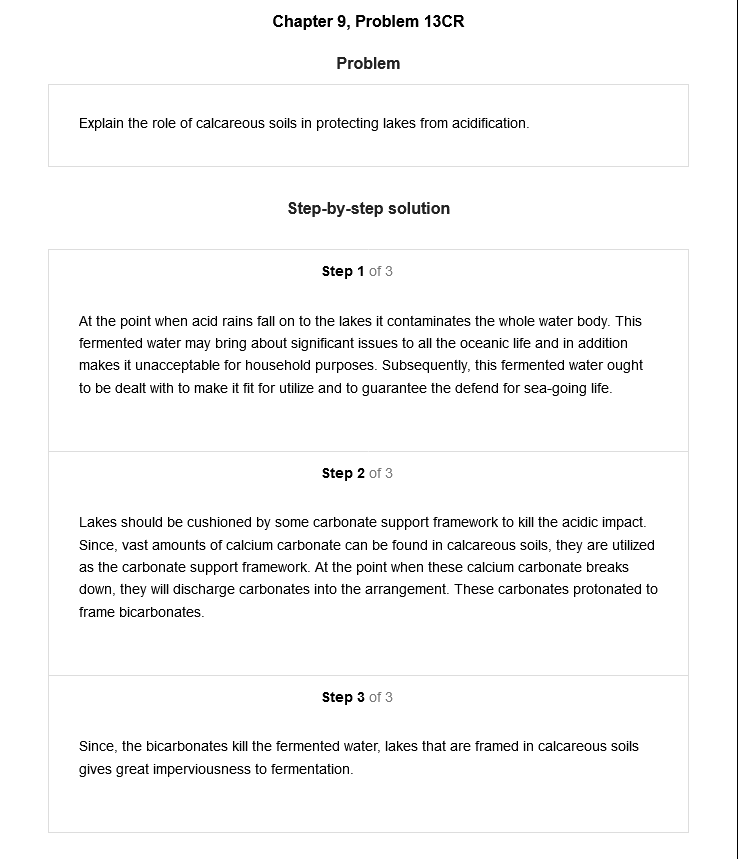 Chapter 9, Problem 13CR
Problem
Explain the role of calcareous soils in protecting lakes from acidification.
Step-by-step solution
Step 1 of 3
At the point when acid rains fall on to the lakes it contaminates the whole water body. This
fermented water may bring about significant issues to all the oceanic life and in addition
makes it unacceptable for household purposes. Subsequently, this fermented water ought
to be dealt with to make it fit for utilize and to guarantee the defend for sea-going life.
Step 2 of 3
Lakes should be cushioned by some carbonate support framework to kill the acidic impact.
Since, vast amounts of calcium carbonate can be found in calcareous soils, they are utilized
as the carbonate support framework. At the point when these calcium carbonate breaks
down, they will discharge carbonates into the arrangement. These carbonates protonated to
frame bicarbonates.
Step 3 of 3
Since, the bicarbonates kill the fermented water, lakes that are framed in calcareous soils
gives great imperviousness to fermentation.